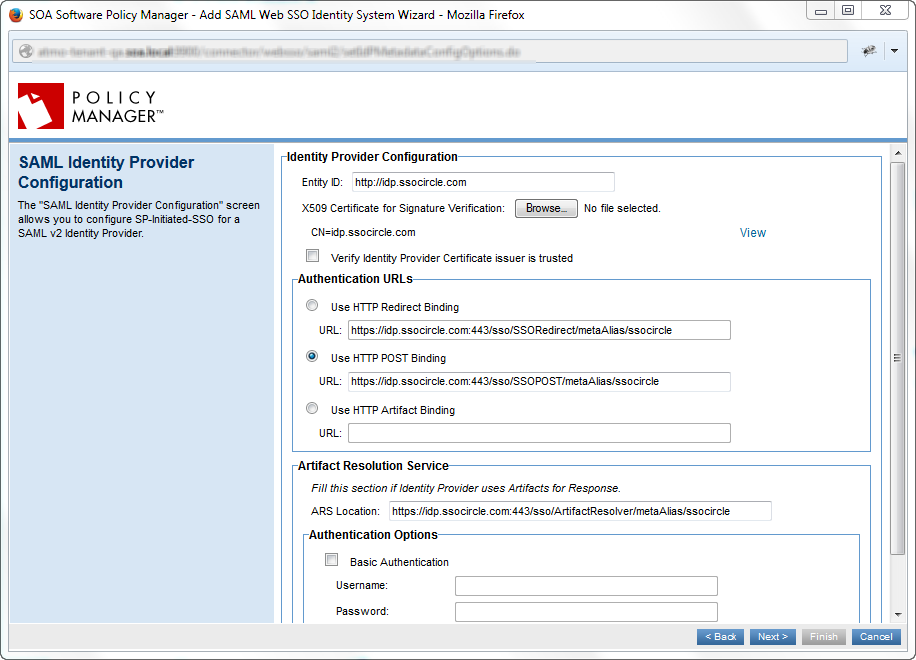 SOA Software Policy Manager - Add SAML Web SSO Identity System Wizard - Mozilla Firefox
POLICY
MANAGER™
SAML Identity Provider
Configuration
The "SAML Identity Provider Configuration" screen
allows you to configure SP-Initiated-SSO for a
SAML v2 Identity Provider.
Identity Provider Configuration
Entity ID: http://idp.ssocircle.com
X509 Certificate for Signature Verification: Browse... No file selected.
CN=idp.ssocircle.com View
Verify Identity Provider Certificate issuer is trusted
Authentication URLs
Use HTTP Redirect Binding
URL: https://idp.ssocircle.com:443/sso/SSORedirect/metaAlias/ssocircle
Use HTTP POST Binding
URL: https://idp.ssocircle.com:443/sso/SSOPOST/metaAlias/ssocircle
Use HTTP Artifact Binding
URL:
Artifact Resolution Service
Fill this section if Identity Provider uses Artifacts for Response.
ARS Location: https://idp.ssocircle.com:443/sso/ArtifactResolver/metaAlias/ssocircle
Authentication Options
Basic Authentication
Username:
Password:
< Back Next > Finish Cancel